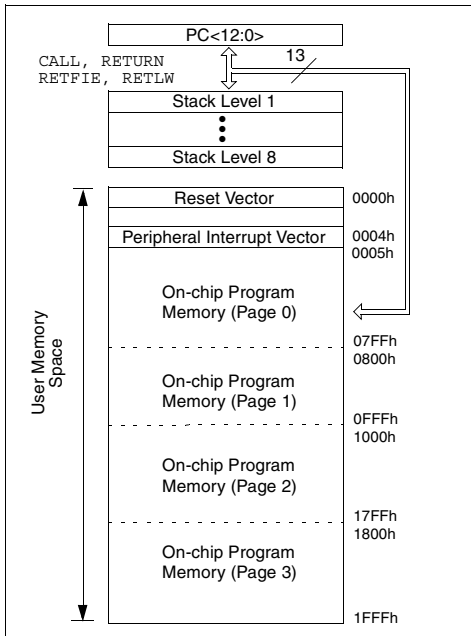 PC<12:0>
CALL, RETURN
RETFIE, RETLW
13
Stack Level 1
Stack Level 8
Reset Vector
0000h
Peripheral Interrupt Vector
0004h
0005h
On-chip Program
Memory (Page 0)
07FFh
0800h
On-chip Program
Memory (Page 1)
0FFFh
1000h
On-chip Program
Memory (Page 2)
17FFh
1800h
On-chip Program
Memory (Page 3)
1FFFh
User Memory
Space